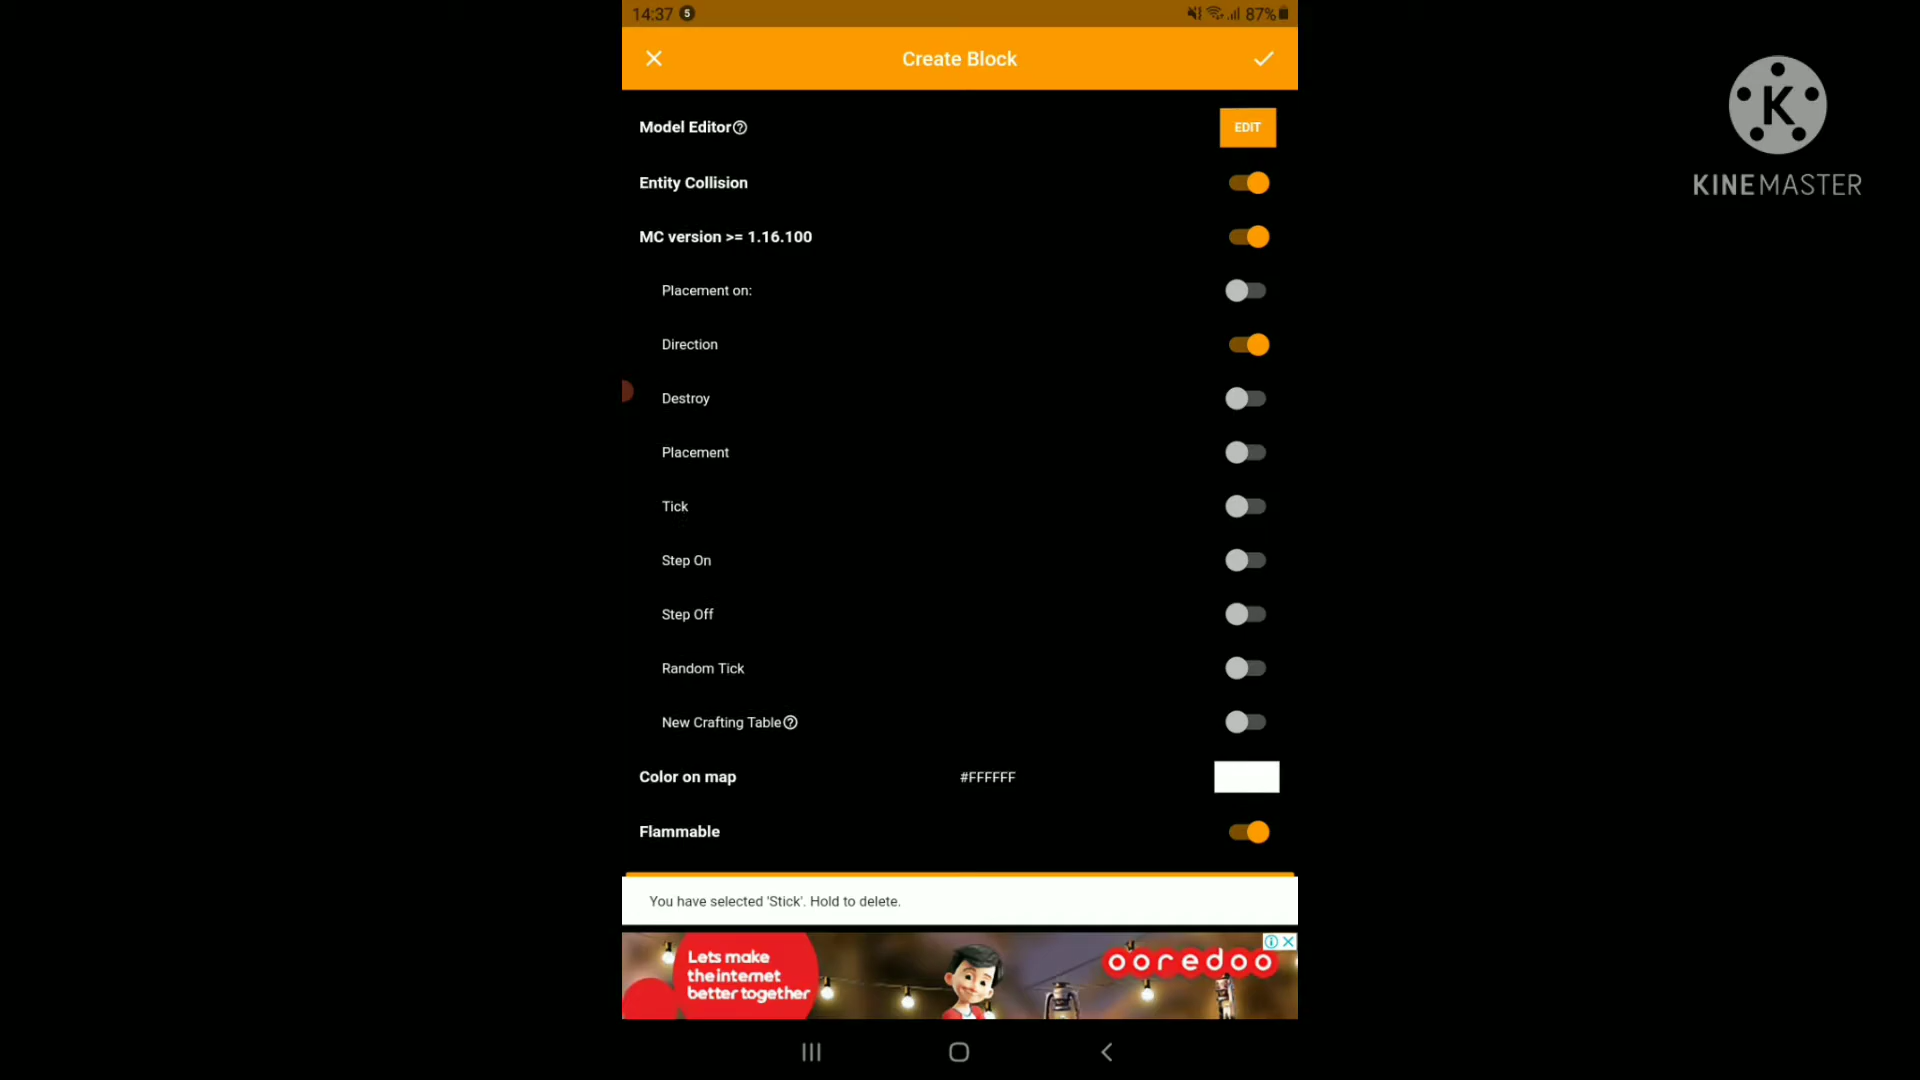 14:37 5 87%
Create Block
Model Editor EDIT
Entity Collision
MC version >= 1.16.100
Placement on:
Direction
Destroy
Placement
Tick
Step On
Step Off
Random Tick
New Crafting Table
Color on map #FFFFFF
Flammable
You have selected 'Stick'. Hold to delete.
Lets make
the internet
better together
ooredoo
K
KINEMASTER